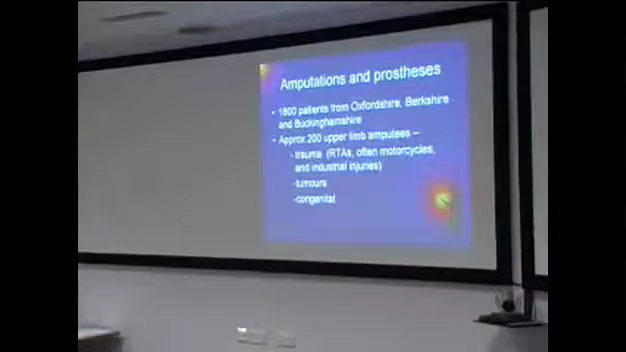 Amputations and prostheses
• 1800 patients from Oxfordshire, Berkshire
and Buckinghamshire
• Approx 200 upper limb amputees –
-trauma (RTAs, often motorcycles,
and industrial injuries)
-tumours
-congenital